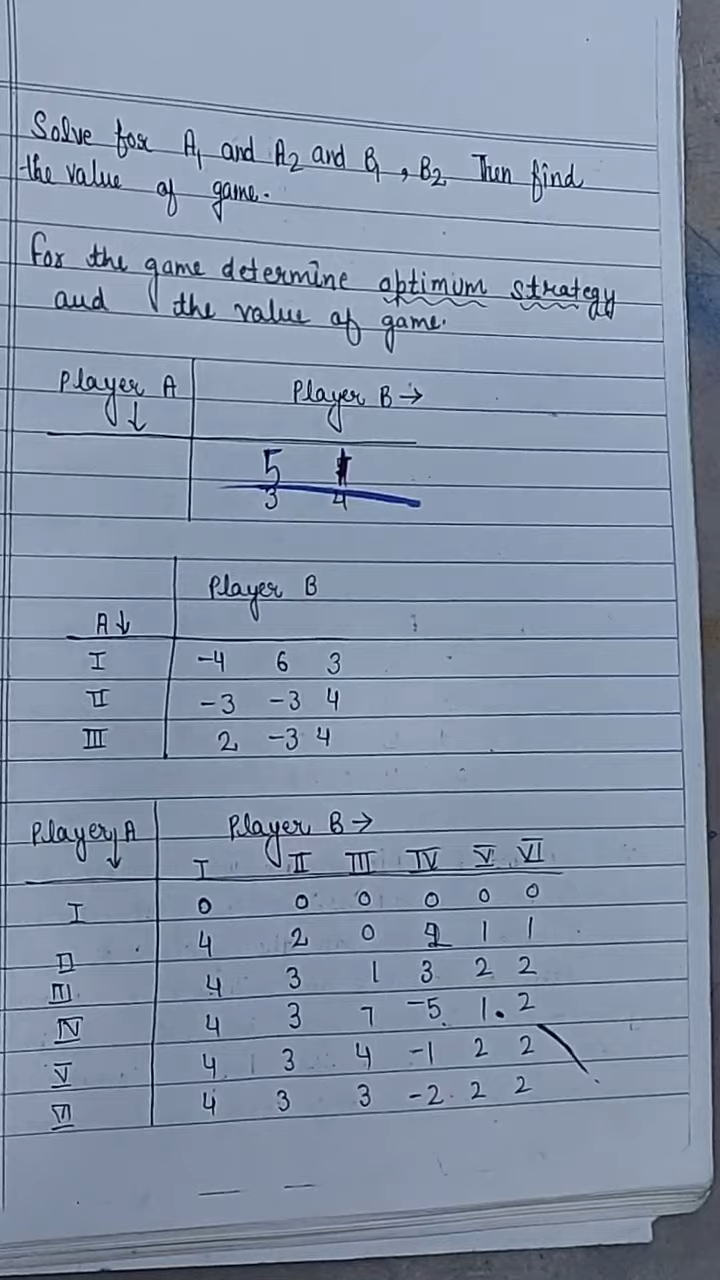 Solve for A1 and A2 and B1, B2. Then find
the value of game.
For the game determine optimum strategy
and the value of game.
Player A ↓ Player B →
5 1
3 4
Player B
A ↓
I -4 6 3
II -3 -3 4
III 2 -3 4
Player A ↓ Player B →
I II III IV V VI
I 0 0 0 0 0 0
II 4 2 0 2 1 1
III 4 3 1 3 2 2
IV 4 3 7 -5 1 2
V 4 3 4 -1 2 2
VI 4 3 3 -2 2 2